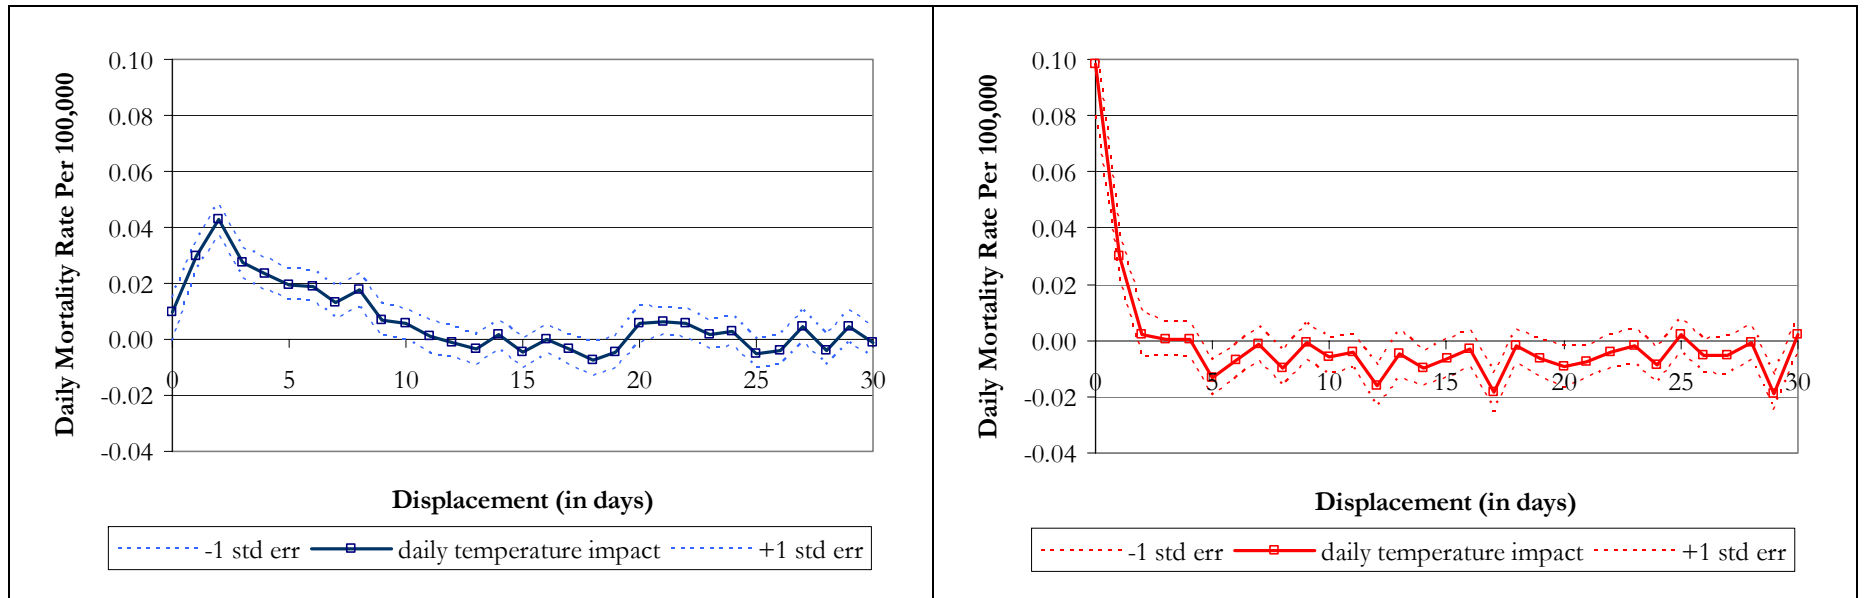 Daily Mortality Rate Per 100,000
0.10
0.08
0.06
0.04
0.02
0.00
-0.02
-0.04
0 5 10 15 20 25 30
Displacement (in days)
-1 std err daily temperature impact +1 std err
Daily Mortality Rate Per 100,000
0.10
0.08
0.06
0.04
0.02
0.00
-0.02
-0.04
0 5 10 15 20 25 30
Displacement (in days)
-1 std err daily temperature impact +1 std err